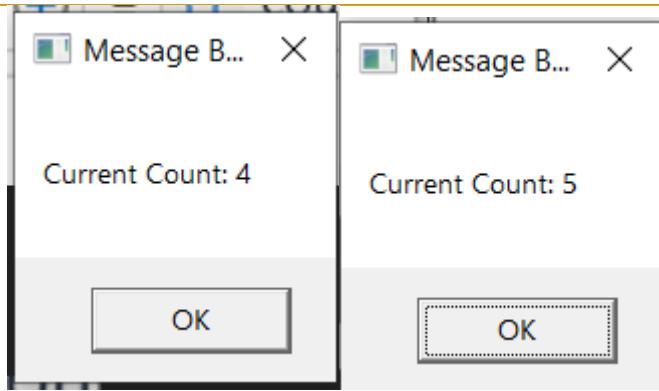 Message B...
Current Count: 4
OK
Message B...
Current Count: 5
OK